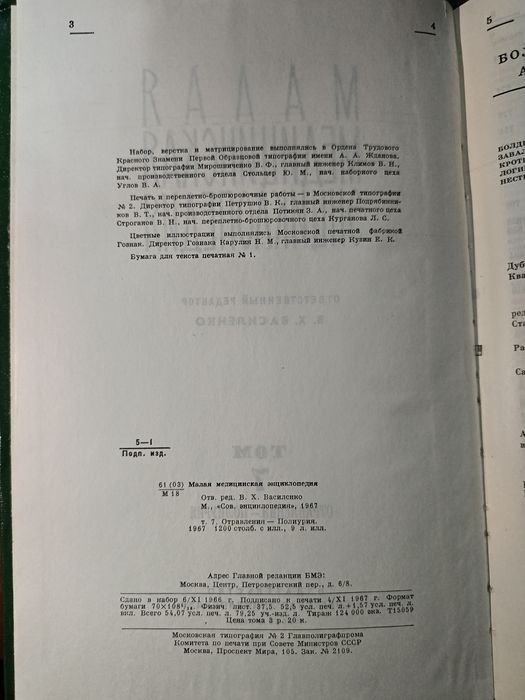 3
4
Набор, верстка и матрицирование выполнялись в Ордена Трудового
Красного Знамени Первой Образцовой типографии имени А. А. Жданова.
Директор типографии Мирошниченко В. Ф., главный инженер Климов В. Н.,
нач. производственного отдела Стольцер Ю. М., нач. наборного цеха
Углов В. А.
Печать и переплетно-брошюровочные работы — в Московской типографии
№ 2. Директор типографии Петрушко В. К., главный инженер Подрябинни-
ков В. Т., нач. производственного отдела Потинян З. А., нач. печатного цеха
Строганов В. Н., нач. переплетно-брошюровочного цеха Курганова Л. С.
Цветные иллюстрации выполнялись Московской печатной фабрикой
Гознак. Директор Гознака Карулин Н. М., главный инженер Кузин Е. К.
Бумага для текста печатная № 1.
5—1
Подп. изд.
61 (03) Малая медицинская энциклопедия
М 18
Отв. ред. В. Х. Василенко
М., «Сов. энциклопедия», 1967
т. 7. Отравления — Полиурия.
1967 1200 столб. с илл., 9 л. илл.
Адрес Главной редакции БМЭ:
Москва, Центр, Петроверигский пер., д. 6/8.
Сдано в набор 6/XI 1966 г. Подписано к печати 4/XI 1967 г. Формат
бумаги 70×108¹/₁₆. Физич. лист. 37,5. 52,5 усл. печ. л. + 1,57 усл. печ. л.
вкл. Всего 54,07 усл. печ. л. 79,25 уч.-изд. л. Тираж 124 000 экз. Т15059
Цена тома 3 р. 20 к.
Московская типография № 2 Главполиграфпрома
Комитета по печати при Совете Министров СССР
Москва, Проспект Мира, 105. Зак. № 2109.
5